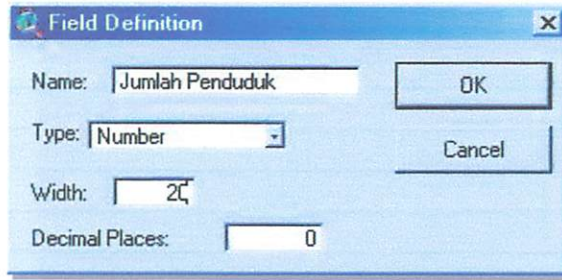 Field Definition
Name: Jumlah Penduduk
OK
Type: Number
Cancel
Width: 20
Decimal Places: 0